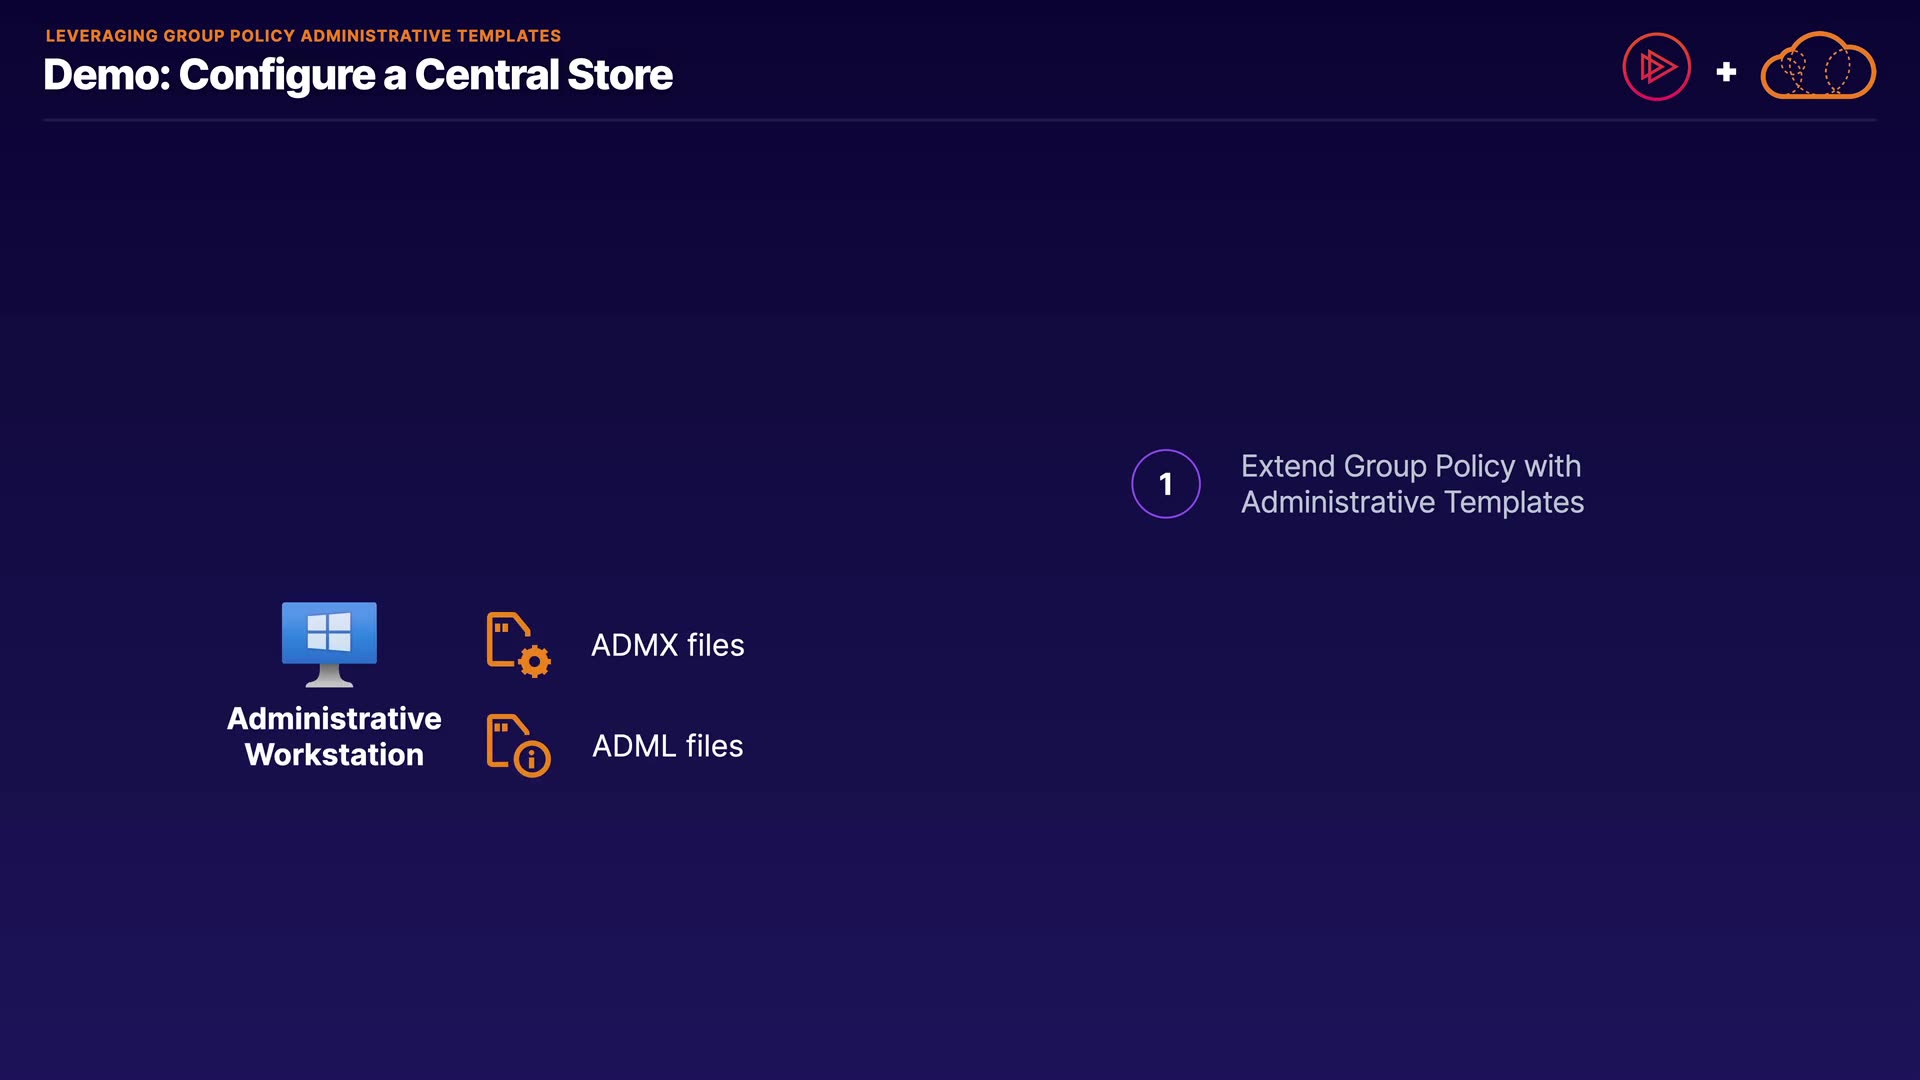 LEVERAGING GROUP POLICY ADMINISTRATIVE TEMPLATES
Demo: Configure a Central Store
+
1
Extend Group Policy with
Administrative Templates
Administrative
Workstation
ADMX files
ADML files